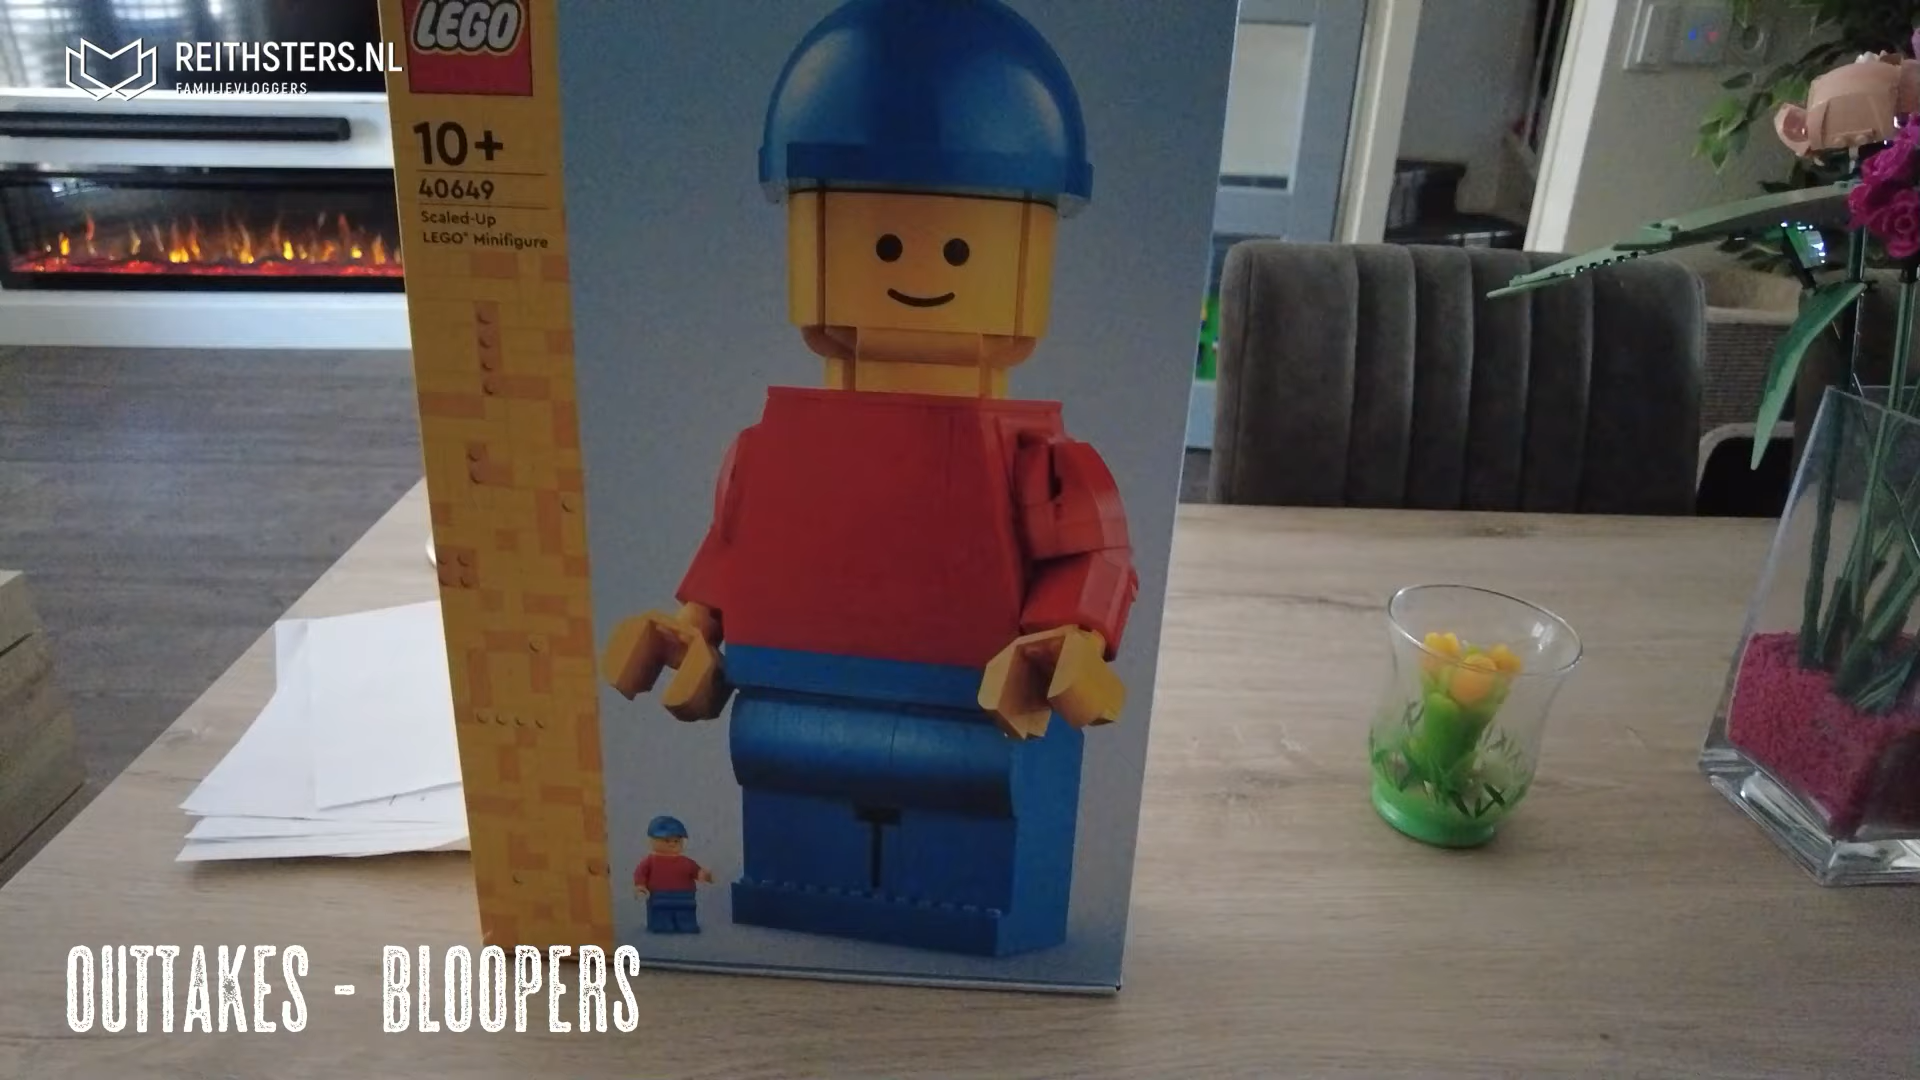 REITHSTERS.NL
FAMILIEVLOGGERS
LEGO
10+
40649
Scaled-Up
LEGO® Minifigure
OUTTAKES - BLOOPERS